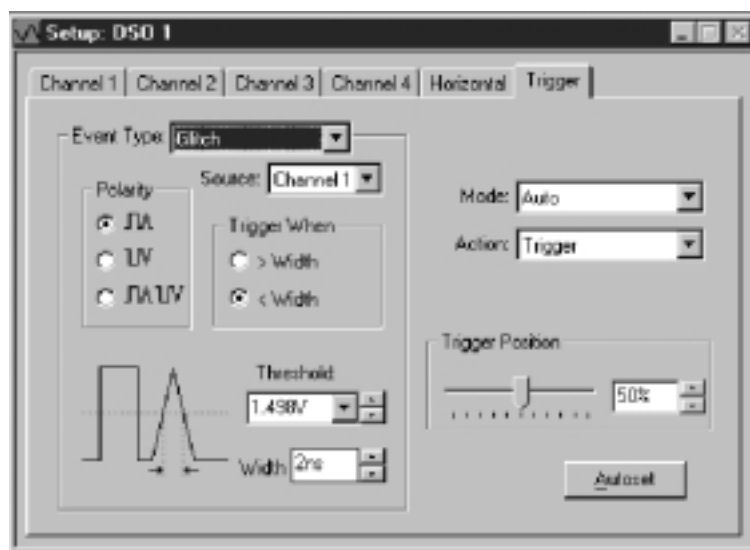 Setup: DSO 1
Channel 1 Channel 2 Channel 3 Channel 4 Horizontal Trigger
Event Type: Glitch
Source: Channel 1
Polarity
Trigger When
> Width
< Width
Mode: Auto
Action: Trigger
Threshold
1.498V
Width 2ns
Trigger Position
50%
Autoset